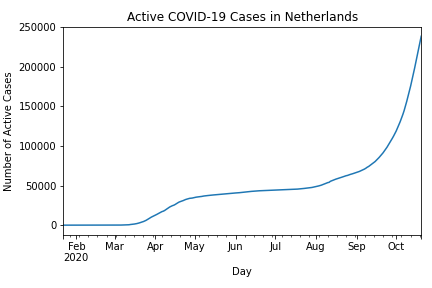 Active COVID-19 Cases in Netherlands
250000
200000
150000
100000
50000
0
Number of Active Cases
Feb Mar Apr May Jun Jul Aug Sep Oct
2020
Day